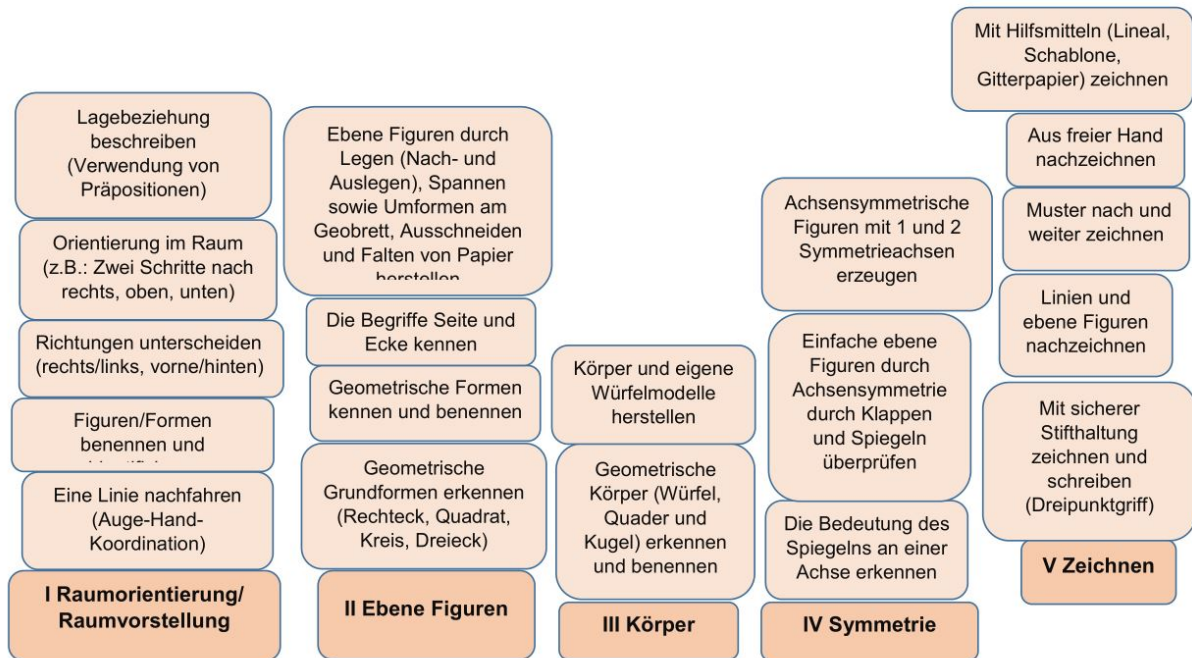 Lagebeziehung
beschreiben
(Verwendung von
Präpositionen)
Orientierung im Raum
(z.B.: Zwei Schritte nach
rechts, oben, unten)
Richtungen unterscheiden
(rechts/links, vorne/hinten)
Figuren/Formen
benennen und
Eine Linie nachfahren
(Auge-Hand-
Koordination)
I Raumorientierung/
Raumvorstellung
Ebene Figuren durch
Legen (Nach- und
Auslegen), Spannen
sowie Umformen am
Geobrett, Ausschneiden
und Falten von Papier
herstellen
Die Begriffe Seite und
Ecke kennen
Geometrische Formen
kennen und benennen
Geometrische
Grundformen erkennen
(Rechteck, Quadrat,
Kreis, Dreieck)
II Ebene Figuren
Körper und eigene
Würfelmodelle
herstellen
Geometrische
Körper (Würfel,
Quader und
Kugel) erkennen
und benennen
III Körper
Achsensymmetrische
Figuren mit 1 und 2
Symmetrieachsen
erzeugen
Einfache ebene
Figuren durch
Achsensymmetrie
durch Klappen
und Spiegeln
überprüfen
Die Bedeutung des
Spiegelns an einer
Achse erkennen
IV Symmetrie
Mit Hilfsmitteln (Lineal,
Schablone,
Gitterpapier) zeichnen
Aus freier Hand
nachzeichnen
Muster nach und
weiter zeichnen
Linien und
ebene Figuren
nachzeichnen
Mit sicherer
Stifthaltung
zeichnen und
schreiben
(Dreipunktgriff)
V Zeichnen